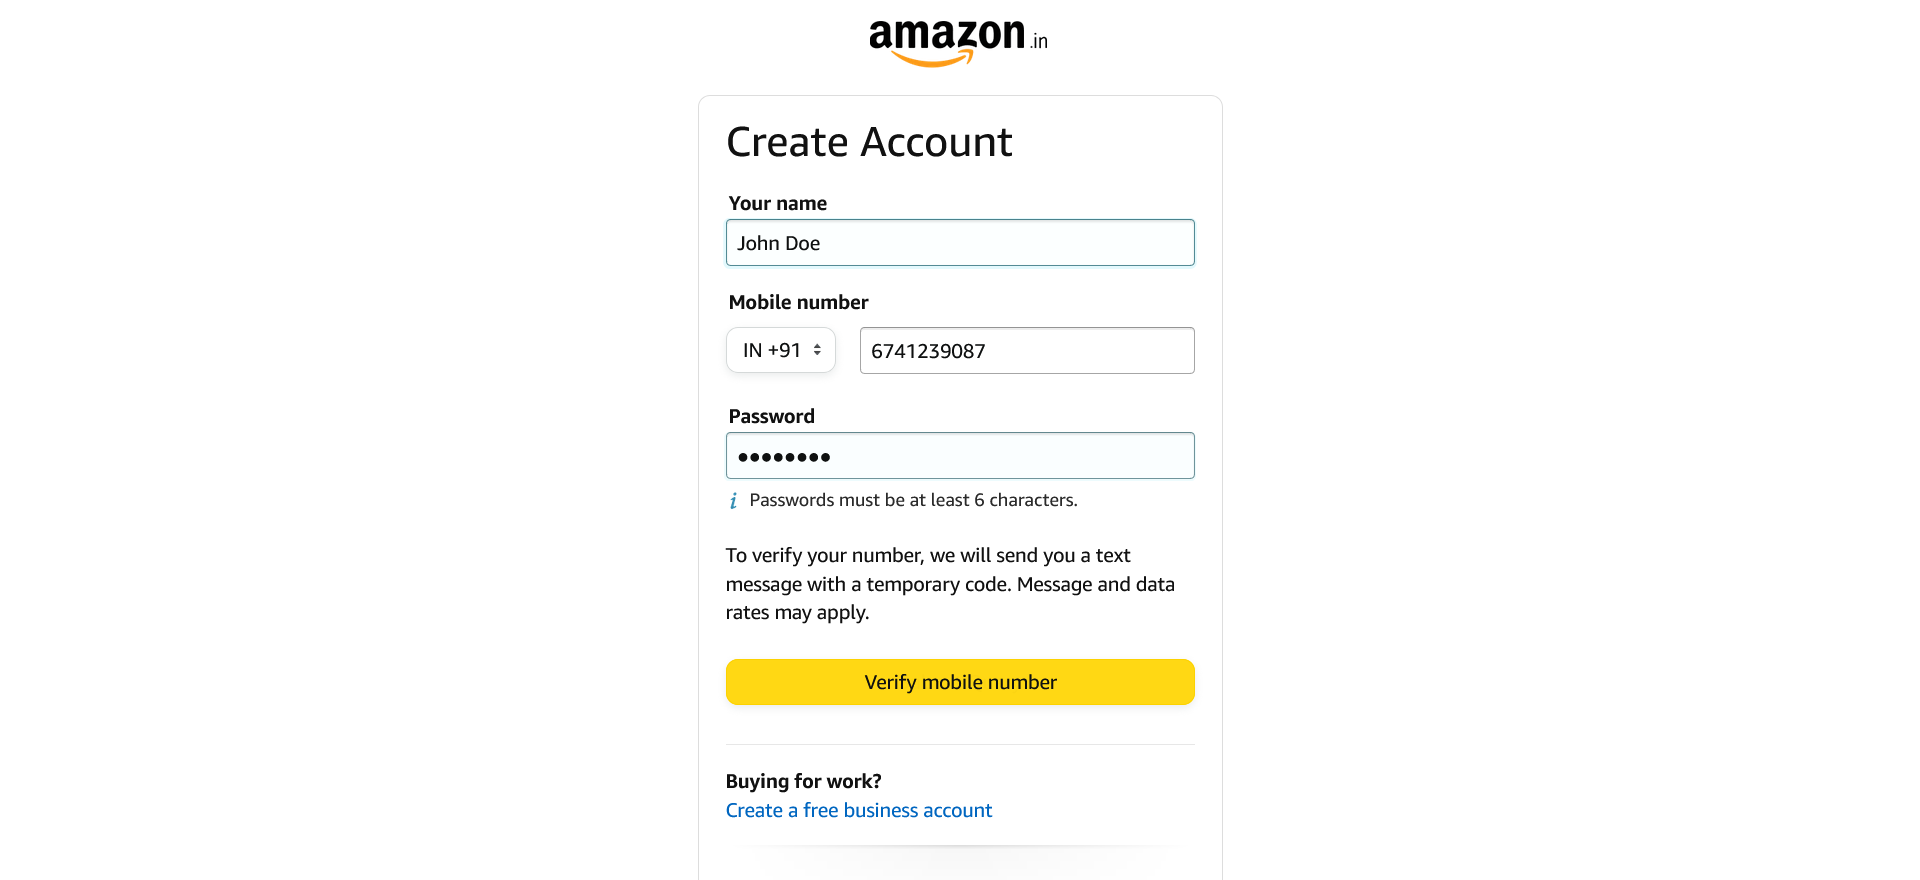 amazon.in
Create Account
Your name
John Doe
Mobile number
IN +91
6741239087
Password
••••••••
i Passwords must be at least 6 characters.
To verify your number, we will send you a text
message with a temporary code. Message and data
rates may apply.
Verify mobile number
Buying for work?
Create a free business account